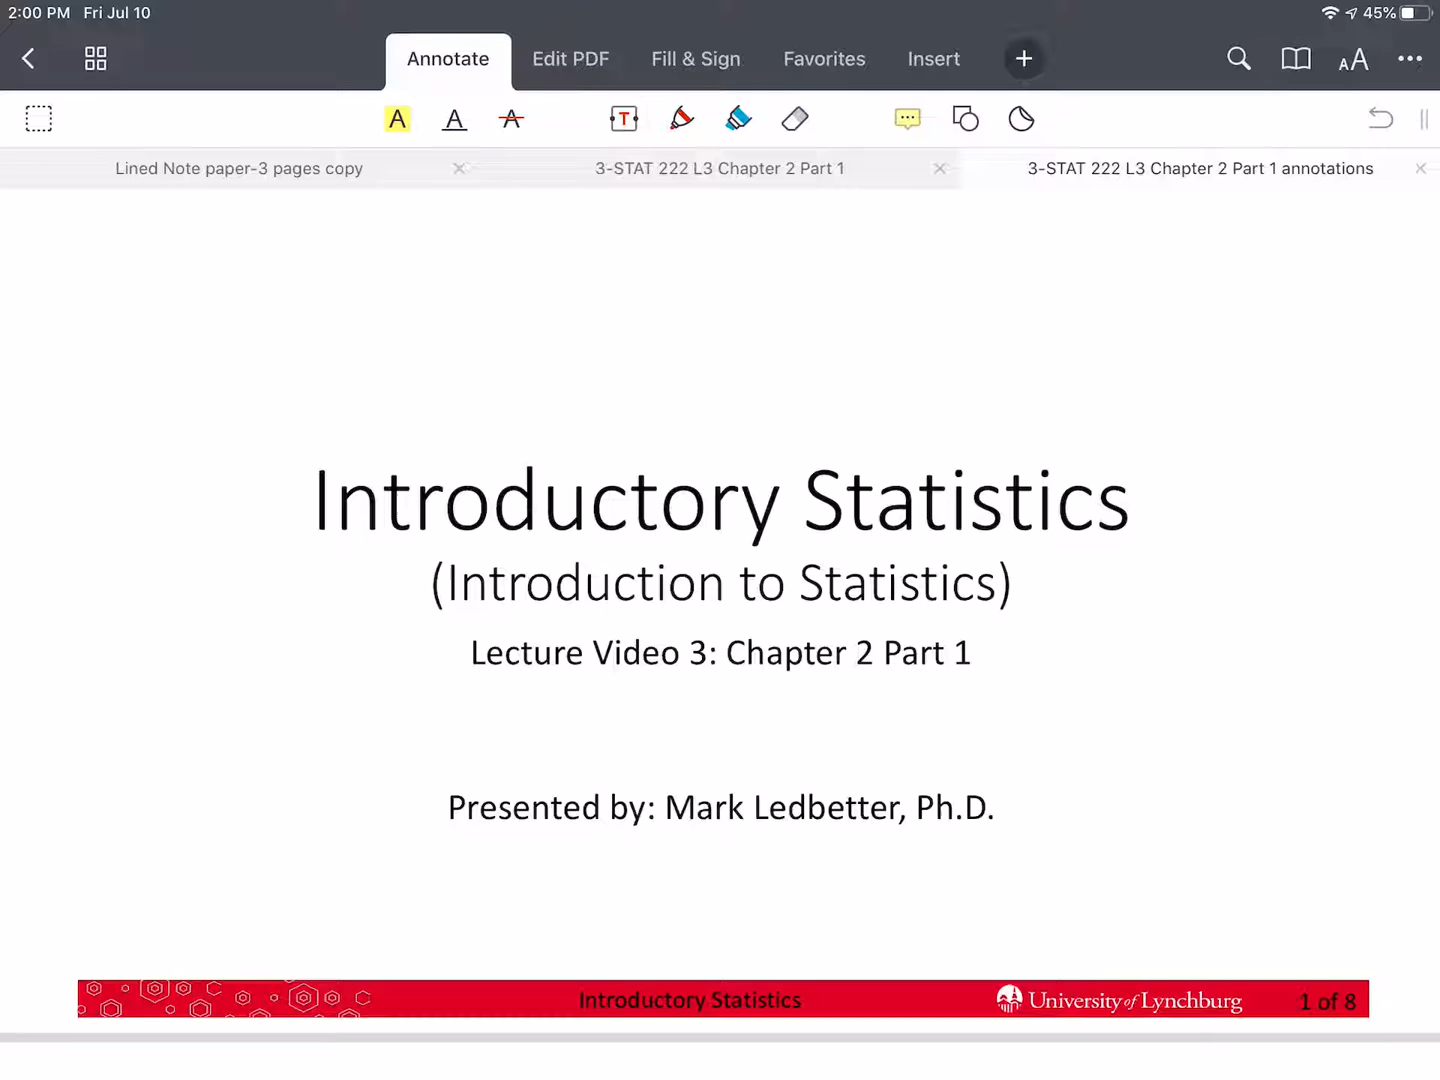 2:00 PM Fri Jul 10 45%
Annotate Edit PDF Fill & Sign Favorites Insert
Lined Note paper-3 pages copy 3-STAT 222 L3 Chapter 2 Part 1 3-STAT 222 L3 Chapter 2 Part 1 annotations
Introductory Statistics
(Introduction to Statistics)
Lecture Video 3: Chapter 2 Part 1
Presented by: Mark Ledbetter, Ph.D.
Introductory Statistics University of Lynchburg 1 of 8